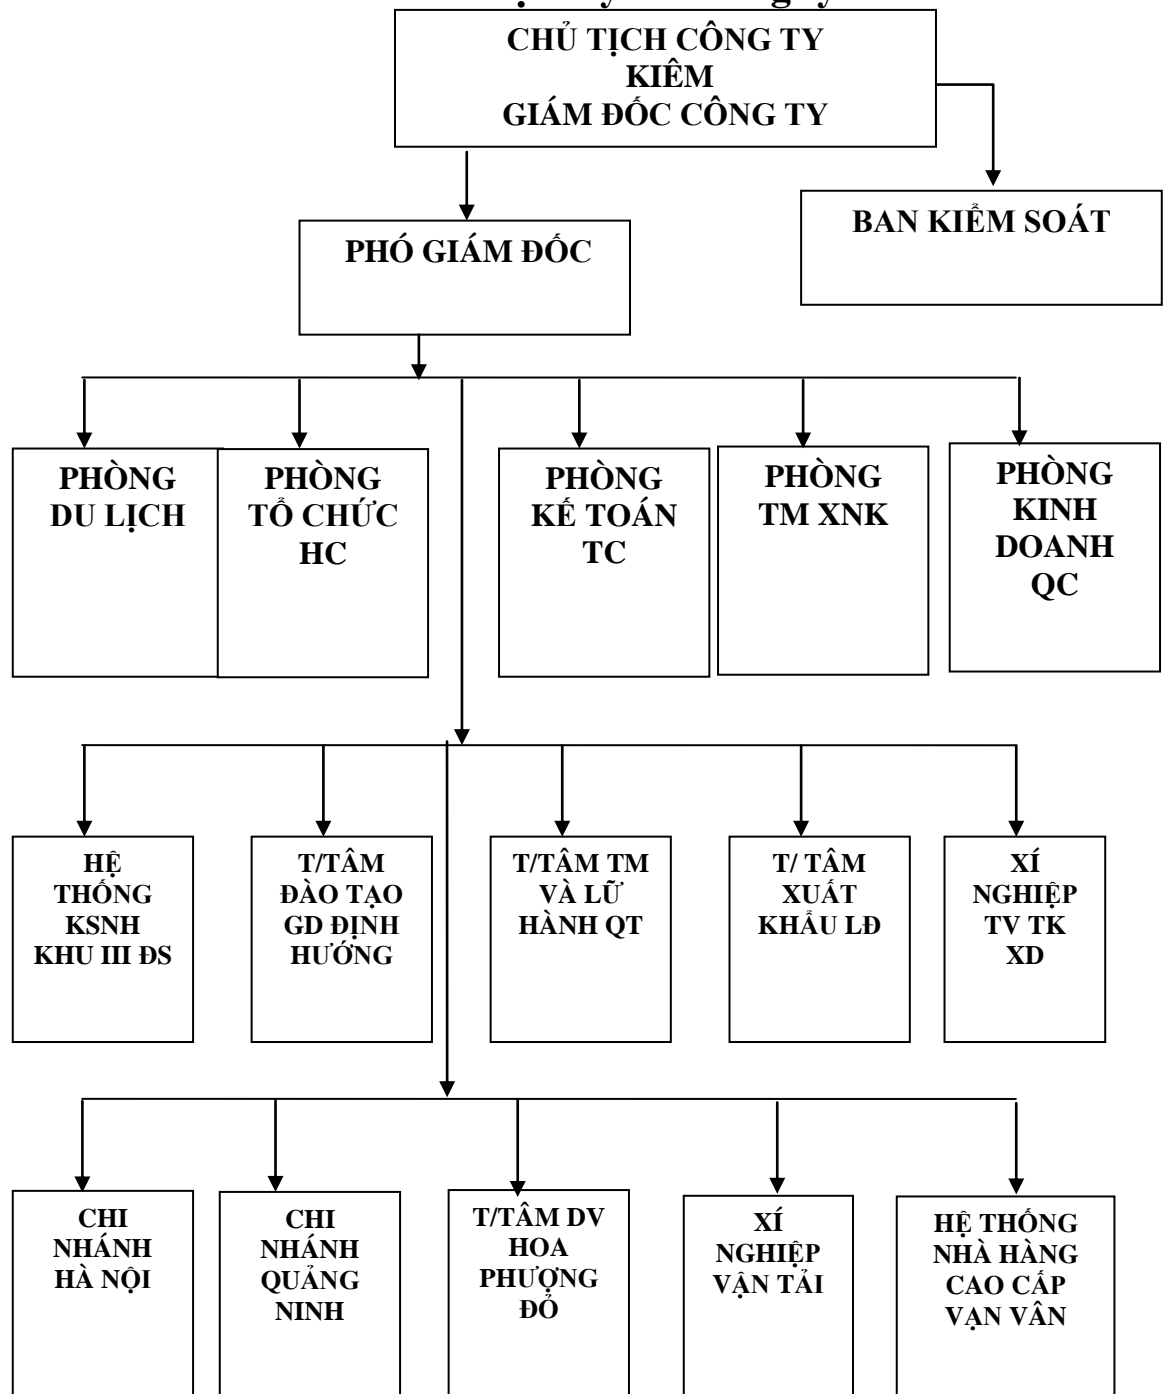 CHỦ TỊCH CÔNG TY
KIÊM
GIÁM ĐỐC CÔNG TY
BAN KIỂM SOÁT
PHÓ GIÁM ĐỐC
PHÒNG
DU LỊCH
PHÒNG
TỔ CHỨC
HC
PHÒNG
KẾ TOÁN
TC
PHÒNG
TM XNK
PHÒNG
KINH
DOANH
QC
HỆ
THỐNG
KSNH
KHU III ĐS
T/TÂM
ĐÀO TẠO
GD ĐỊNH
HƯỚNG
T/TÂM TM
VÀ LỮ
HÀNH QT
T/ TÂM
XUẤT
KHẨU LĐ
XÍ
NGHIỆP
TV TK
XD
CHI
NHÁNH
HÀ NỘI
CHI
NHÁNH
QUẢNG
NINH
T/TÂM DV
HOA
PHƯỢNG
ĐỎ
XÍ
NGHIỆP
VẬN TẢI
HỆ THỐNG
NHÀ HÀNG
CAO CẤP
VẠN VÂN